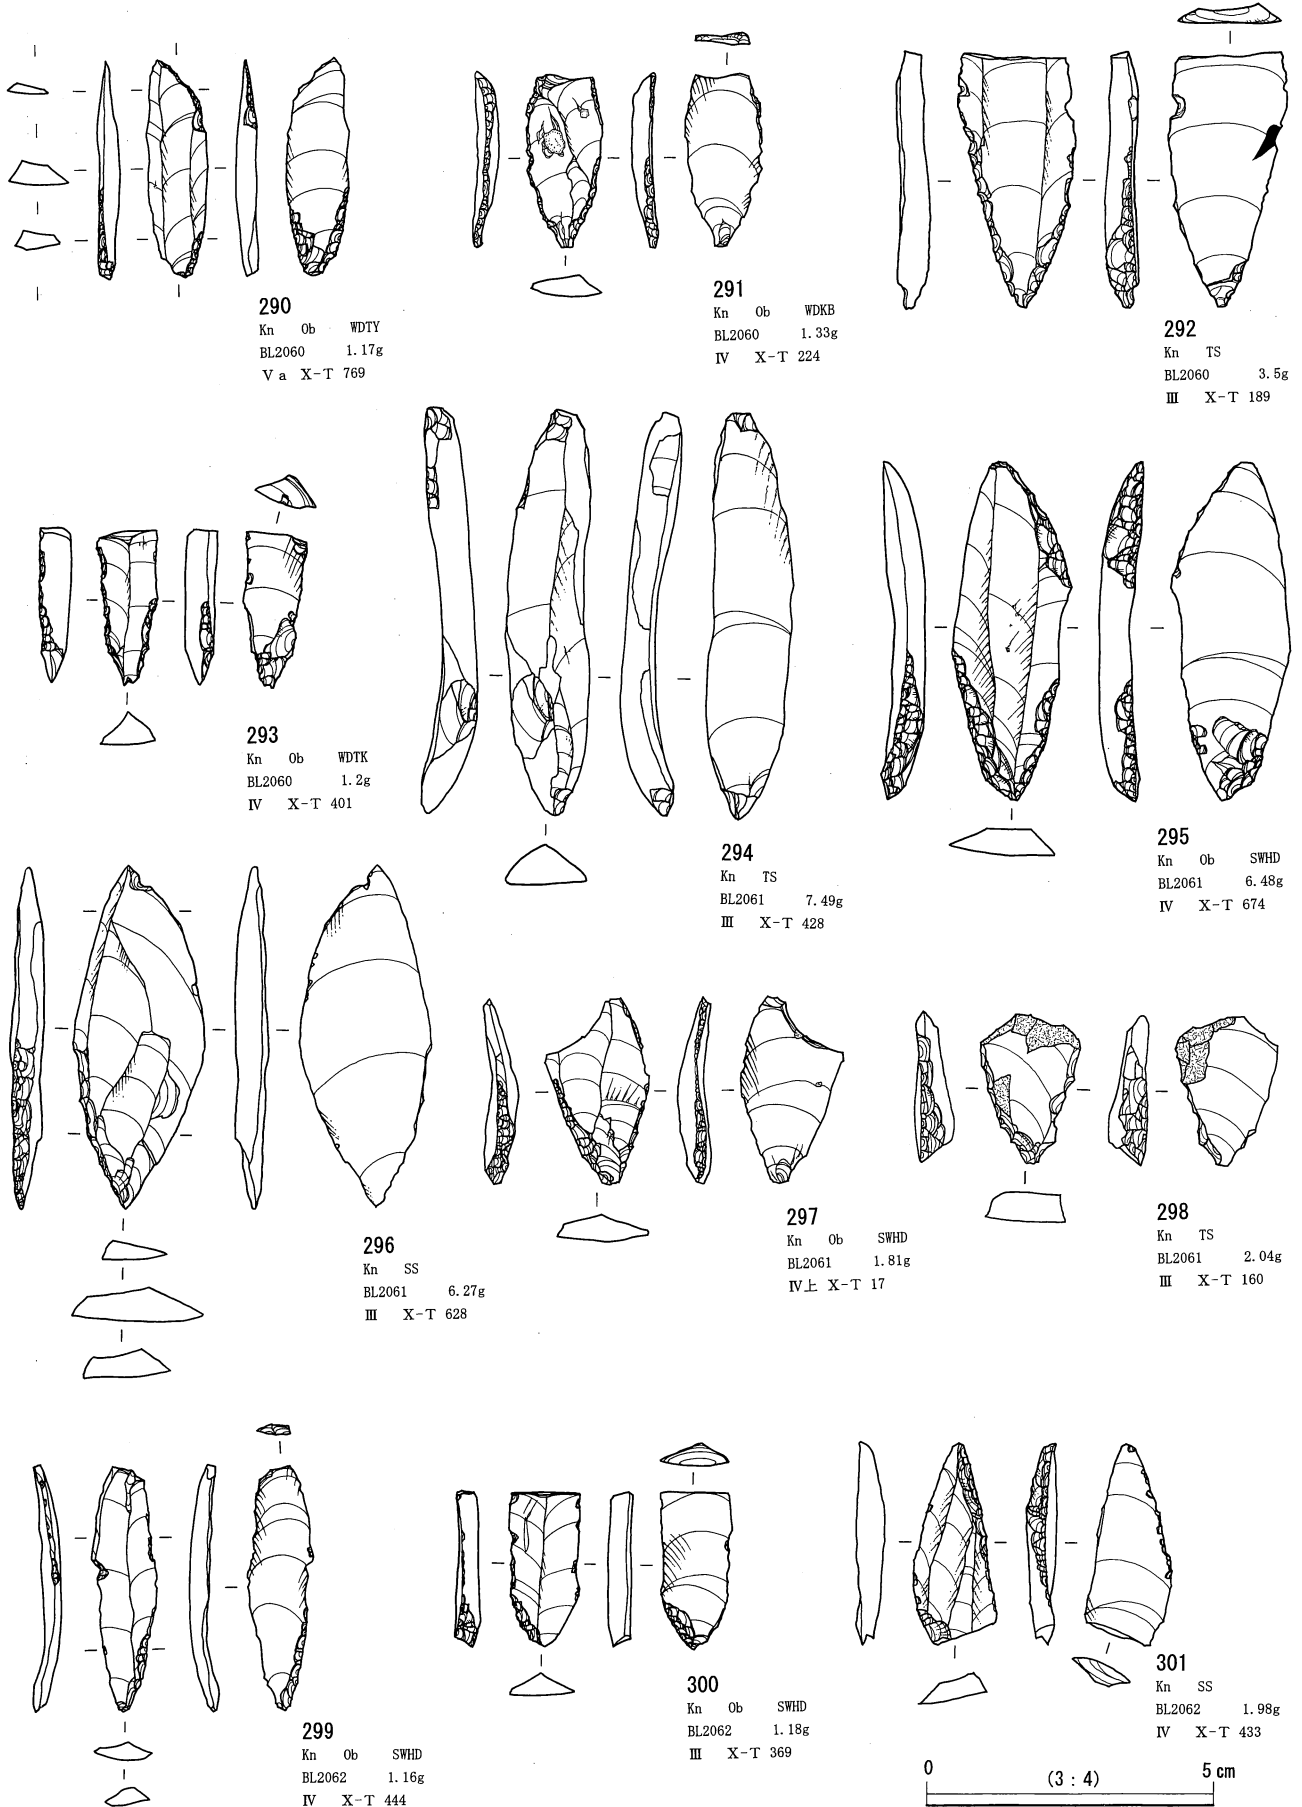 290
Kn Ob WDTY
BL2060 1.17g
Ⅴa X-T 769
291
Kn Ob WDKB
BL2060 1.33g
Ⅳ X-T 224
292
Kn TS
BL2060 3.5g
Ⅲ X-T 189
293
Kn Ob WDTK
BL2060 1.2g
Ⅳ X-T 401
294
Kn TS
BL2061 7.49g
Ⅲ X-T 428
295
Kn Ob SWHD
BL2061 6.48g
Ⅳ X-T 674
296
Kn SS
BL2061 6.27g
Ⅲ X-T 628
297
Kn Ob SWHD
BL2061 1.81g
Ⅳ上 X-T 17
298
Kn TS
BL2061 2.04g
Ⅲ X-T 160
299
Kn Ob SWHD
BL2062 1.16g
Ⅳ X-T 444
300
Kn Ob SWHD
BL2062 1.18g
Ⅲ X-T 369
301
Kn SS
BL2062 1.98g
Ⅳ X-T 433
0 (3:4) 5cm